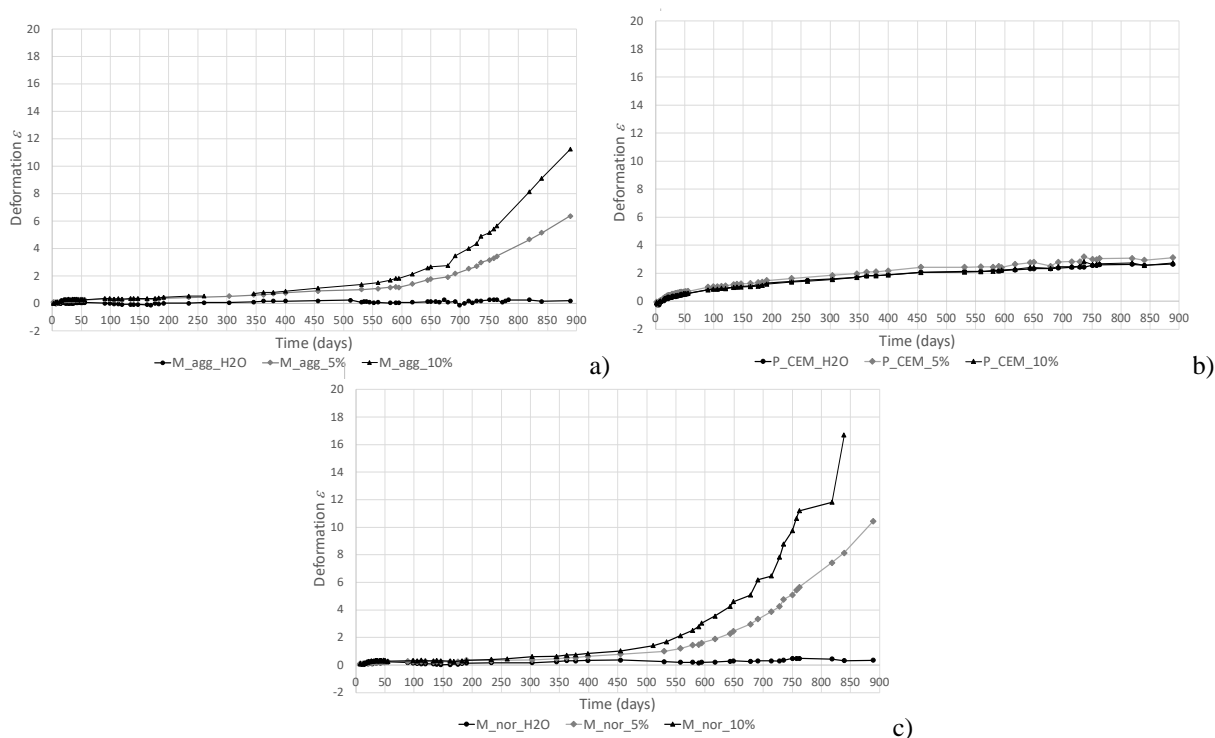 20
18
16
14
12
10
8
6
4
2
0
-2
Deformation ε
0 50 100 150 200 250 300 350 400 450 500 550 600 650 700 750 800 850 900
Time (days)
M_agg_H2O M_agg_5% M_agg_10%
a)
20
18
16
14
12
10
8
6
4
2
0
-2
Deformation ε
0 50 100 150 200 250 300 350 400 450 500 550 600 650 700 750 800 850 900
Time (days)
P_CEM_H2O P_CEM_5% P_CEM_10%
b)
20
18
16
14
12
10
8
6
4
2
0
-2
Deformation ε
0 50 100 150 200 250 300 350 400 450 500 550 600 650 700 750 800 850 900
Time (days)
M_nor_H2O M_nor_5% M_nor_10%
c)